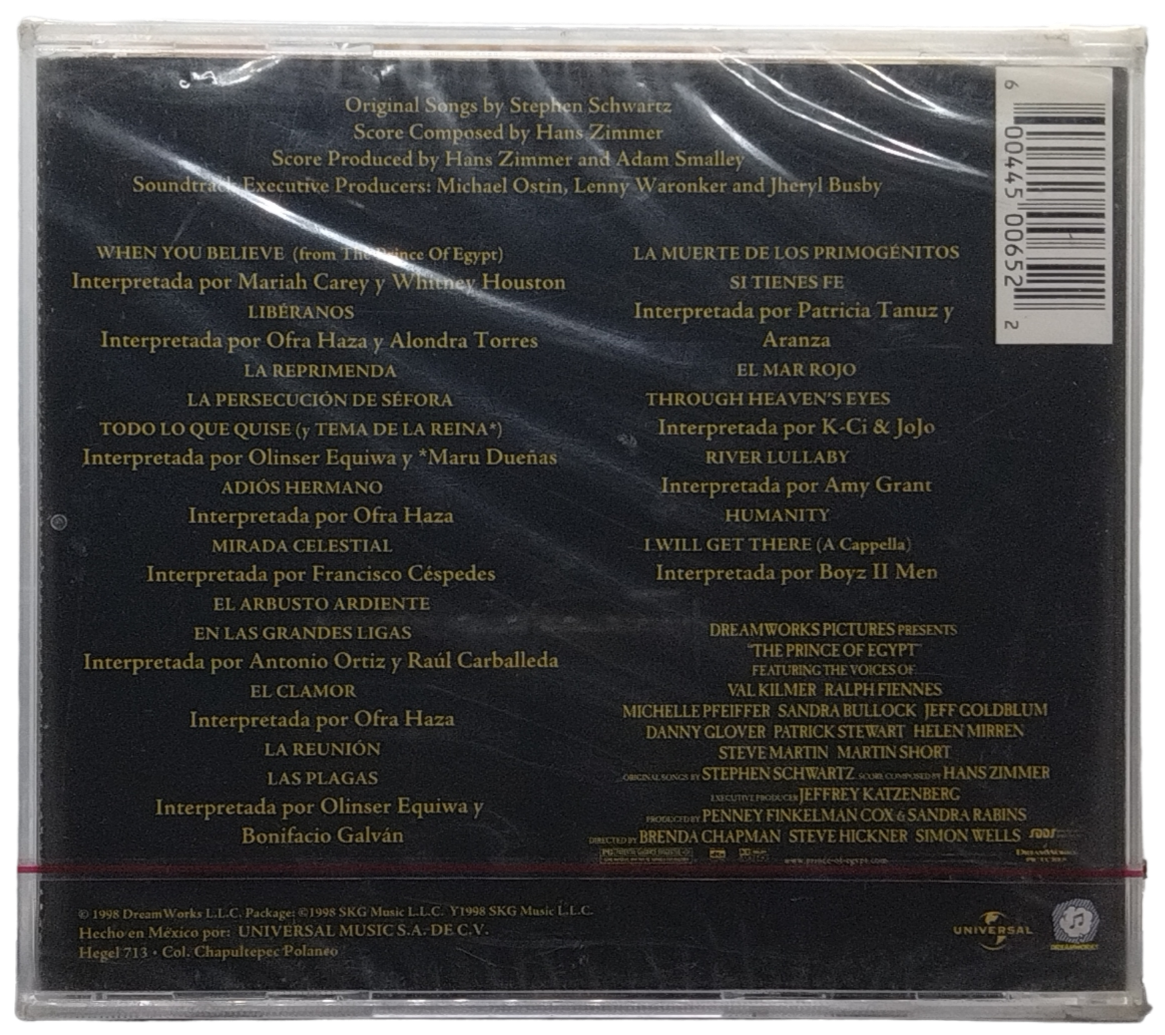 Original Songs by Stephen Schwartz
Score Composed by Hans Zimmer
Score Produced by Hans Zimmer and Adam Smalley
Soundtrack Executive Producers: Michael Ostin, Lenny Waronker and Jheryl Busby
WHEN YOU BELIEVE (from The Prince Of Egypt)
Interpretada por Mariah Carey y Whitney Houston
LIBÉRANOS
Interpretada por Ofra Haza y Alondra Torres
LA REPRIMENDA
LA PERSECUCIÓN DE SÉFORA
TODO LO QUE QUISE (y TEMA DE LA REINA*)
Interpretada por Olinser Equiwa y *Maru Dueñas
ADIÓS HERMANO
Interpretada por Ofra Haza
MIRADA CELESTIAL
Interpretada por Francisco Céspedes
EL ARBUSTO ARDIENTE
EN LAS GRANDES LIGAS
Interpretada por Antonio Ortiz y Raúl Carballeda
EL CLAMOR
Interpretada por Ofra Haza
LA REUNIÓN
LAS PLAGAS
Interpretada por Olinser Equiwa y
Bonifacio Galván
LA MUERTE DE LOS PRIMOGÉNITOS
SI TIENES FE
Interpretada por Patricia Tanuz y
Aranza
EL MAR ROJO
THROUGH HEAVEN'S EYES
Interpretada por K-Ci & JoJo
RIVER LULLABY
Interpretada por Amy Grant
HUMANITY
I WILL GET THERE (A Cappella)
Interpretada por Boyz II Men
DREAMWORKS PICTURES PRESENTS
"THE PRINCE OF EGYPT"
FEATURING THE VOICES OF
VAL KILMER RALPH FIENNES
MICHELLE PFEIFFER SANDRA BULLOCK JEFF GOLDBLUM
DANNY GLOVER PATRICK STEWART HELEN MIRREN
STEVE MARTIN MARTIN SHORT
ORIGINAL SONGS BY STEPHEN SCHWARTZ SCORE COMPOSED BY HANS ZIMMER
EXECUTIVE PRODUCER JEFFREY KATZENBERG
PRODUCED BY PENNEY FINKELMAN COX & SANDRA RABINS
DIRECTED BY BRENDA CHAPMAN STEVE HICKNER SIMON WELLS
sdds
dts
DREAMWORKS
PICTURES
www.prince-of-egypt.com
6 00445 00652 2
© 1998 DreamWorks L.L.C. Package: ©1998 SKG Music L.L.C. Y1998 SKG Music L.L.C.
Hecho en México por: UNIVERSAL MUSIC S.A. DE C.V.
Hegel 713 · Col. Chapultepec Polanco
UNIVERSAL
DREAMWORKS